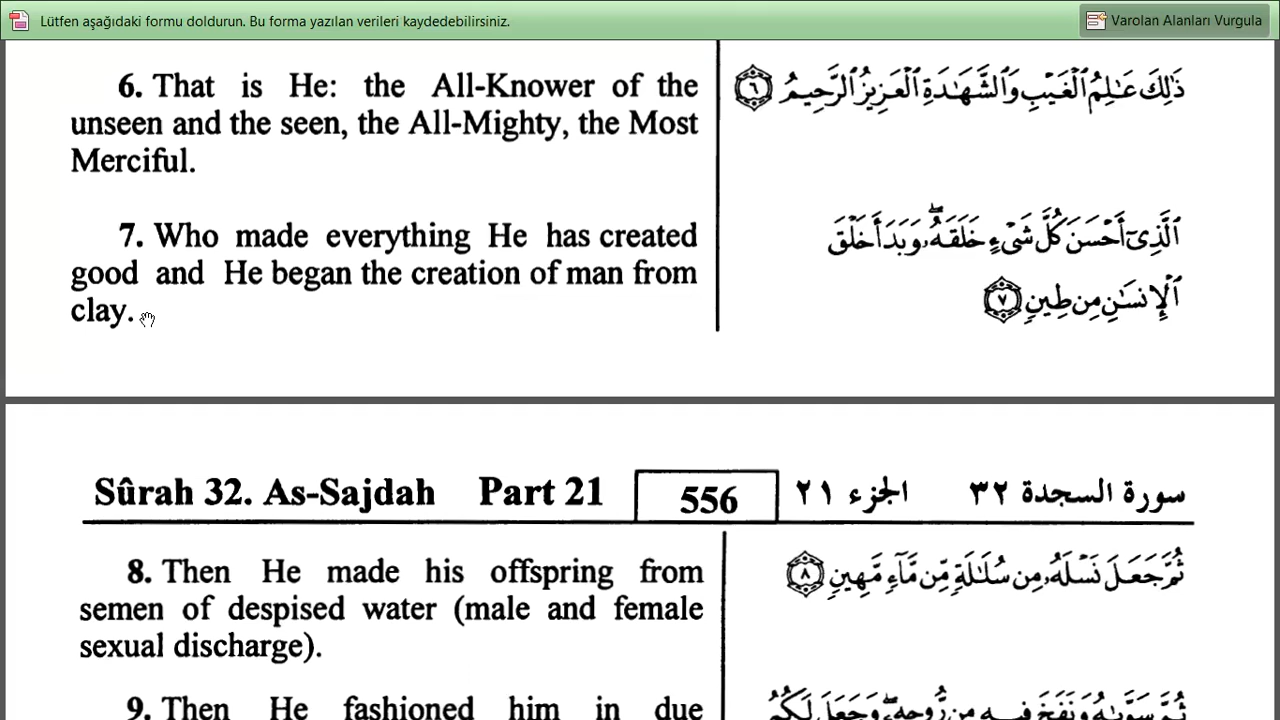 Lütfen aşağıdaki formu doldurun. Bu forma yazılan verileri kaydedebilirsiniz.
Varolan Alanları Vurgula
6. That is He: the All-Knower of the
unseen and the seen, the All-Mighty, the Most
Merciful.
ذَٰلِكَ عَـٰلِمُ ٱلْغَيْبِ وَٱلشَّهَـٰدَةِ ٱلْعَزِيزُ ٱلرَّحِيمُ ٦
7. Who made everything He has created
good and He began the creation of man from
clay.
ٱلَّذِىٓ أَحْسَنَ كُلَّ شَىْءٍ خَلَقَهُۥ ۖ وَبَدَأَ خَلْقَ
ٱلْإِنسَـٰنِ مِن طِينٍ ٧
Sûrah 32. As-Sajdah Part 21 556 الجزء ٢١ سورة السجدة ٣٢
8. Then He made his offspring from
semen of despised water (male and female
sexual discharge).
ثُمَّ جَعَلَ نَسْلَهُۥ مِن سُلَـٰلَةٍ مِّن مَّآءٍ مَّهِينٍ ٨
9. Then He fashioned him in due
ثُمَّ سَوَّىٰهُ وَنَفَخَ فِيهِ مِن رُّوحِهِۦ ۖ وَجَعَلَ لَكُمُ